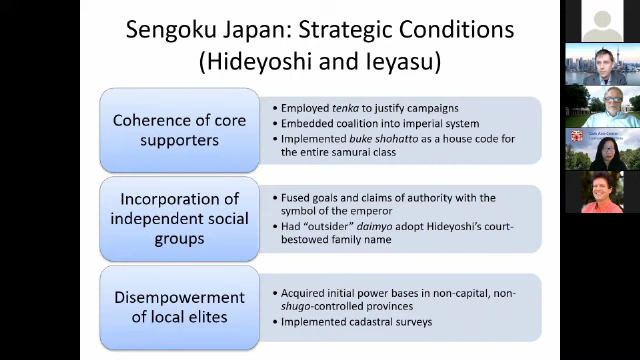 Sengoku Japan: Strategic Conditions
(Hideyoshi and Ieyasu)
Coherence of core
supporters
• Employed tenka to justify campaigns
• Embedded coalition into imperial system
• Implemented buke shohatto as a house code for
the entire samurai class
Incorporation of
independent social
groups
• Fused goals and claims of authority with the
symbol of the emperor
• Had "outsider" daimyo adopt Hideyoshi's court-
bestowed family name
Disempowerment
of local elites
• Acquired initial power bases in non-capital, non-
shugo-controlled provinces
• Implemented cadastral surveys